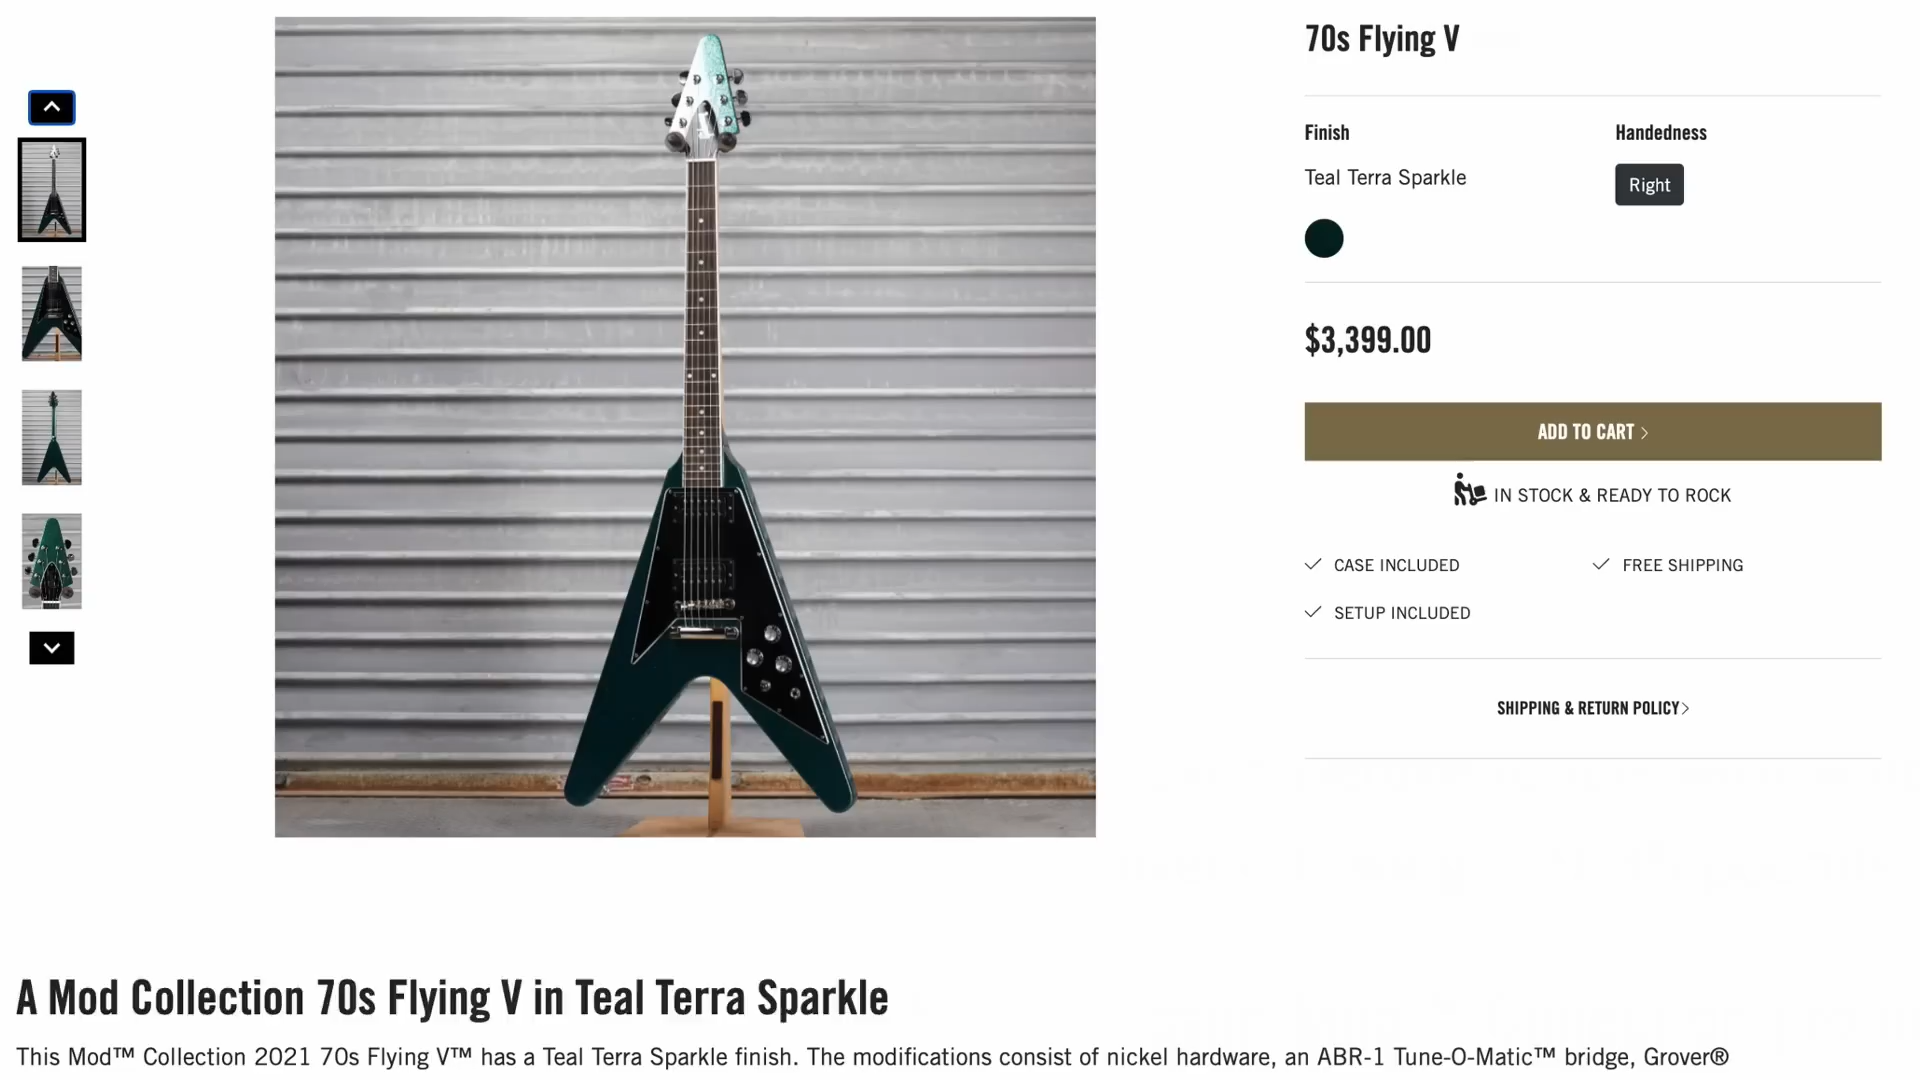 70s Flying V
Finish
Handedness
Teal Terra Sparkle
Right
$3,399.00
ADD TO CART
IN STOCK & READY TO ROCK
CASE INCLUDED
FREE SHIPPING
SETUP INCLUDED
SHIPPING & RETURN POLICY
A Mod Collection 70s Flying V in Teal Terra Sparkle
This Mod™ Collection 2021 70s Flying V™ has a Teal Terra Sparkle finish. The modifications consist of nickel hardware, an ABR-1 Tune-O-Matic™ bridge, Grover®